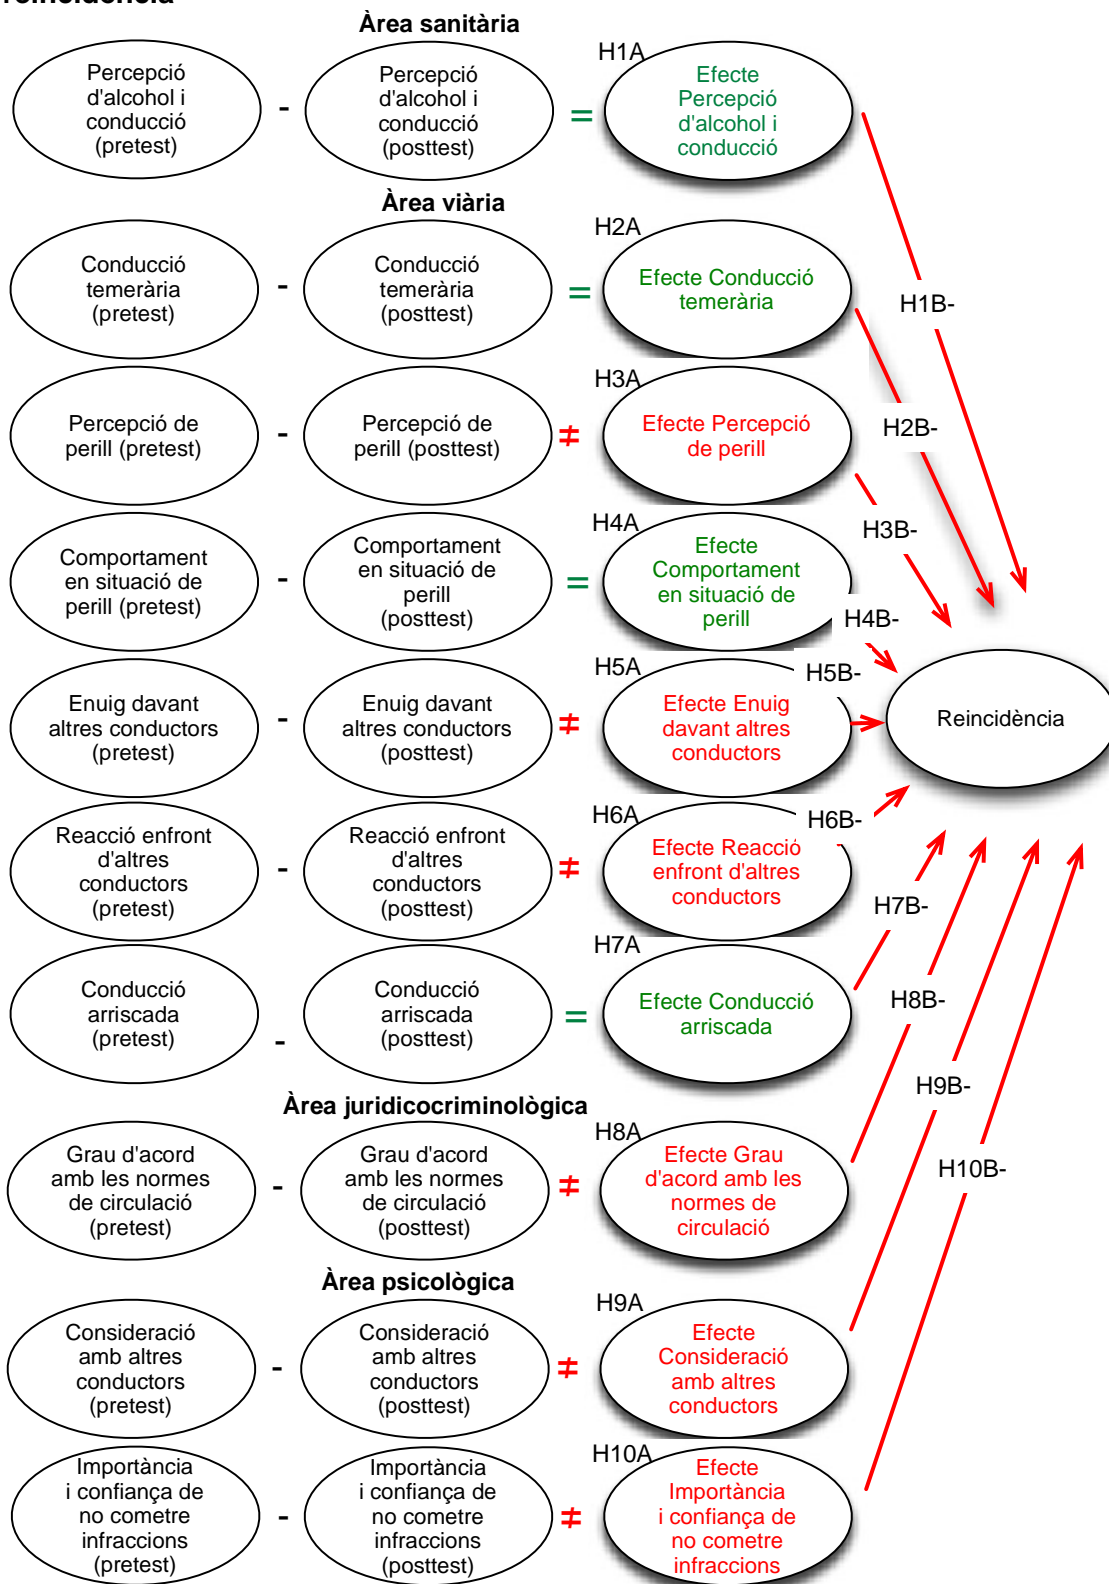 reincidència
Àrea sanitària
Percepció
d'alcohol i
conducció
(pretest)
-
Percepció
d'alcohol i
conducció
(posttest)
=
H1A
Efecte
Percepció
d'alcohol i
conducció
Àrea viària
Conducció
temerària
(pretest)
-
Conducció
temerària
(posttest)
=
H2A
Efecte Conducció
temerària
H1B-
Percepció de
perill (pretest)
-
Percepció de
perill (posttest)
≠
H3A
Efecte Percepció
de perill
H2B-
Comportament
en situació de
perill (pretest)
-
Comportament
en situació de
perill
(posttest)
=
H4A
Efecte
Comportament
en situació de
perill
H3B-
H4B-
Enuig davant
altres conductors
(pretest)
-
Enuig davant
altres conductors
(posttest)
≠
H5A
Efecte Enuig
davant altres
conductors
H5B-
Reincidència
Reacció enfront
d'altres
conductors
(pretest)
-
Reacció enfront
d'altres
conductors
(posttest)
≠
H6A
Efecte Reacció
enfront d'altres
conductors
H6B-
Conducció
arriscada
(pretest)
-
Conducció
arriscada
(posttest)
=
H7A
Efecte Conducció
arriscada
H7B-
H8B-
Àrea juridicocriminològica
Grau d'acord
amb les normes
de circulació
(pretest)
-
Grau d'acord
amb les normes
de circulació
(posttest)
≠
H8A
Efecte Grau
d'acord amb les
normes de
circulació
H9B-
H10B-
Àrea psicològica
Consideració
amb altres
conductors
(pretest)
-
Consideració
amb altres
conductors
(posttest)
≠
H9A
Efecte
Consideració
amb altres
conductors
Importància
i confiança de
no cometre
infraccions
(pretest)
-
Importància
i confiança de
no cometre
infraccions
(posttest)
≠
H10A
Efecte
Importància
i confiança de
no cometre
infraccions